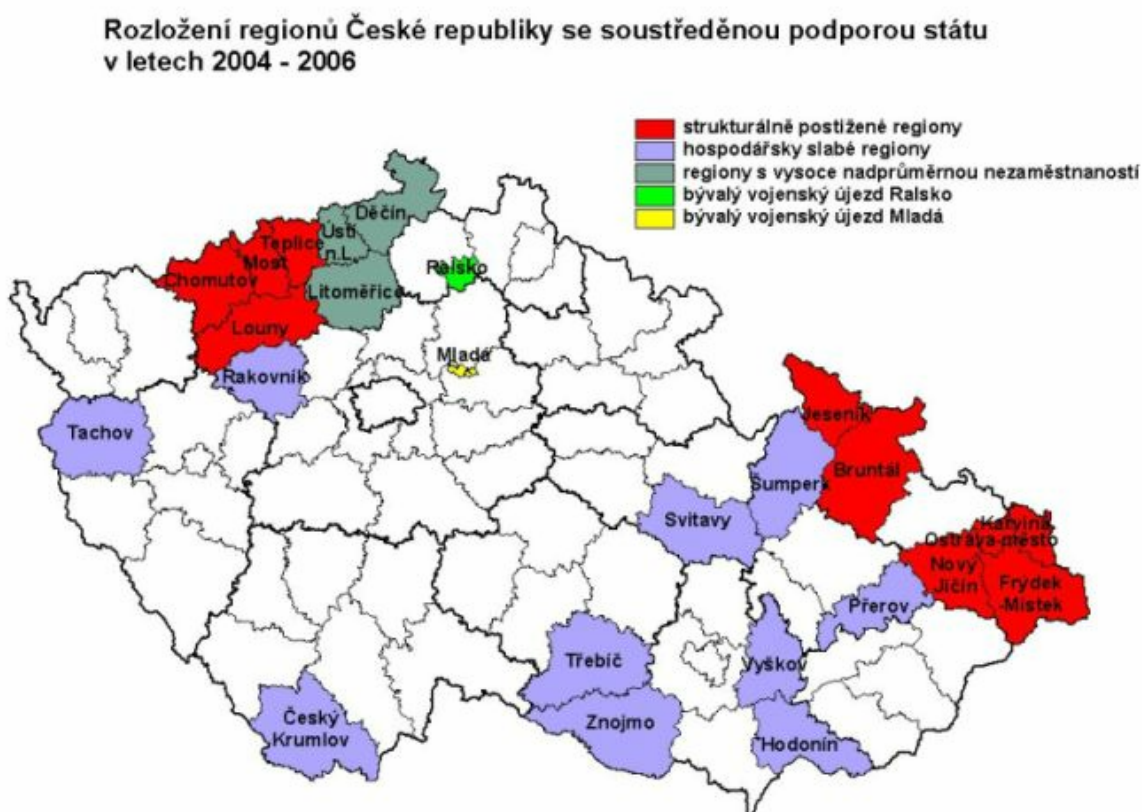 Rozložení regionů České republiky se soustředěnou podporou státu
v letech 2004 - 2006
strukturálně postižené regiony
hospodářsky slabé regiony
regiony s vysoce nadprůměrnou nezaměstnaností
bývalý vojenský újezd Ralsko
bývalý vojenský újezd Mladá
Děčín
Ústí
n.L.
Teplice
Most
Chomutov
Litoměřice
Ralsko
Louny
Mladá
Rakovník
Tachov
Jeseník
Bruntál
Šumperk
Svitavy
Karviná
Ostrava-město
Nový
Jičín
Frýdek
-Místek
Přerov
Třebíč
Vyškov
Znojmo
Hodonín
Český
Krumlov